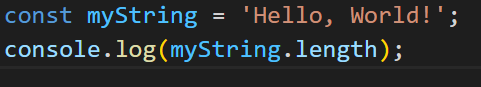 const myString = 'Hello, World!';
console.log(myString.length);